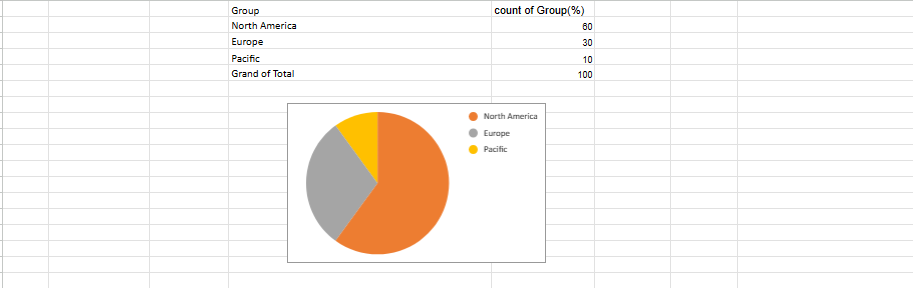 Group count of Group(%)
North America 60
Europe 30
Pacific 10
Grand of Total 100
North America
Europe
Pacific